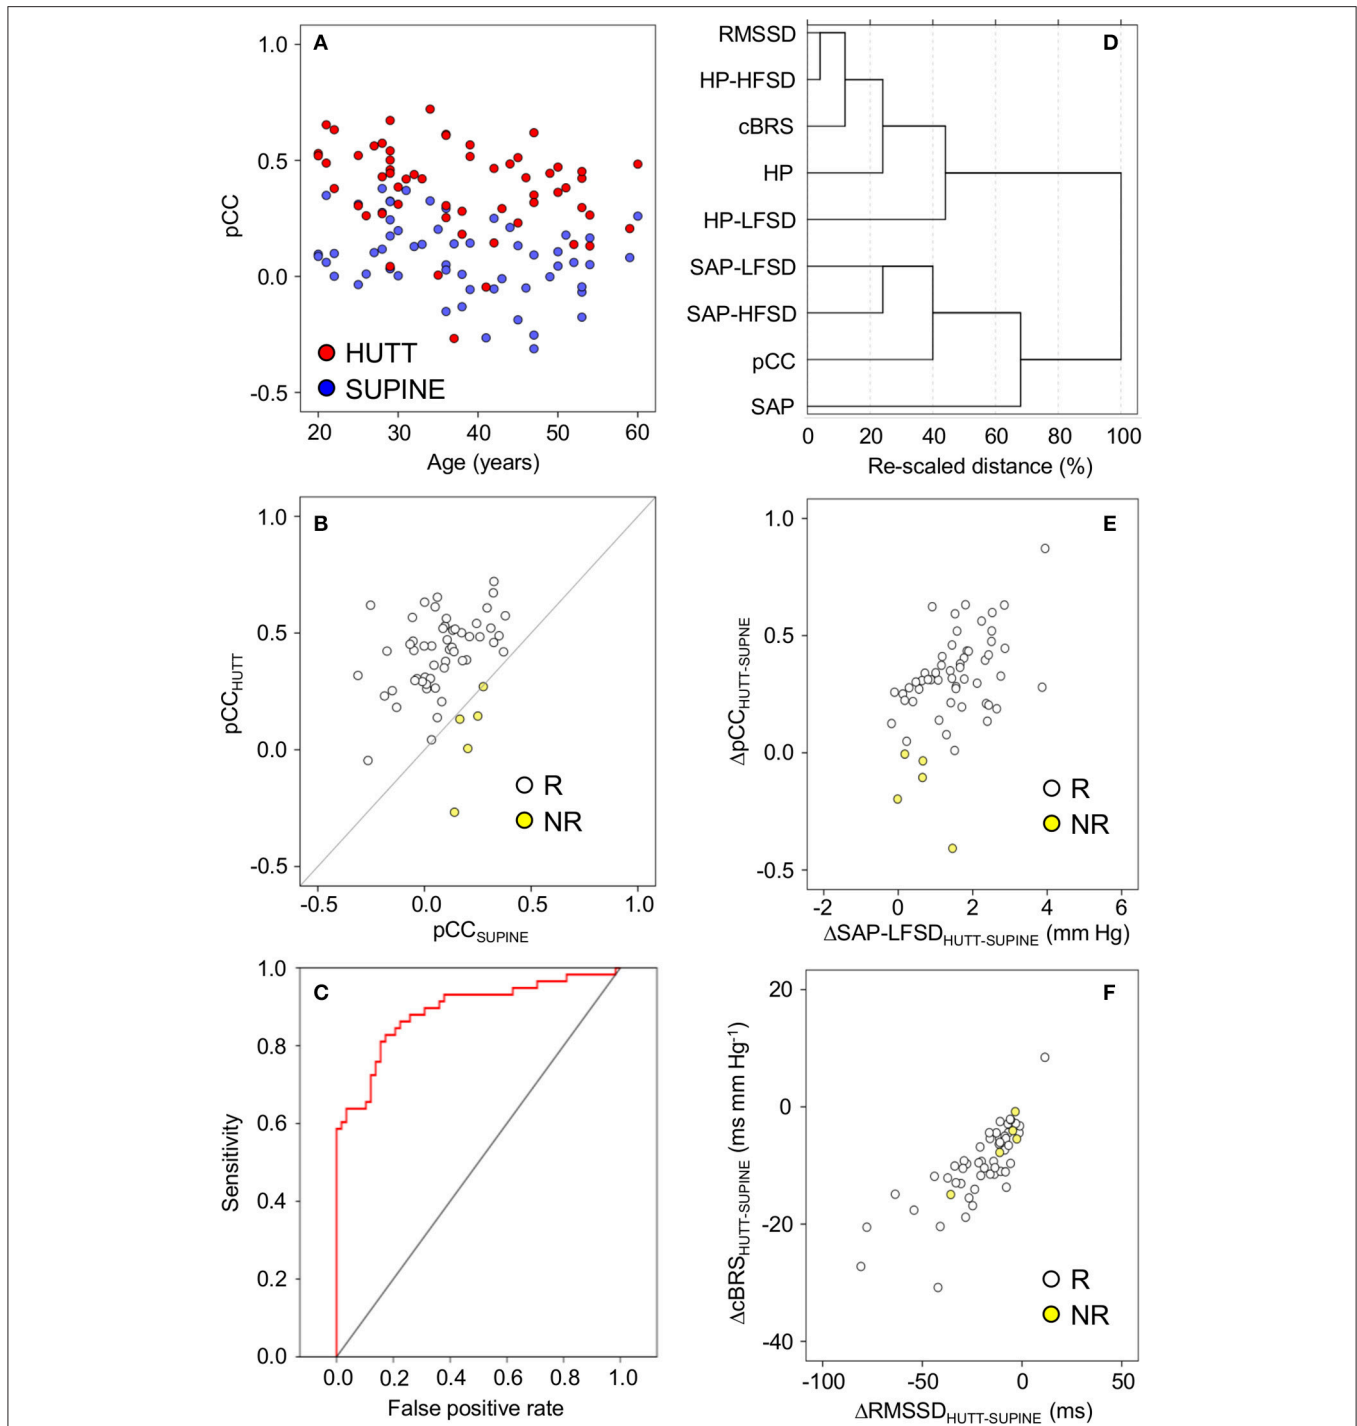 A
1.0
0.5
0.0
-0.5
pCC
HUTT
SUPINE
20 30 40 50 60
Age (years)
D
RMSSD
HP-HFSD
cBRS
HP
HP-LFSD
SAP-LFSD
SAP-HFSD
pCC
SAP
0 20 40 60 80 100
Re-scaled distance (%)
B
1.0
0.5
0.0
-0.5
pCCHUTT
R
NR
-0.5 0.0 0.5 1.0
pCCSUPINE
E
1.0
0.5
0.0
-0.5
ΔpCCHUTT-SUPNE
R
NR
-2 0 2 4 6
ΔSAP-LFSDHUTT-SUPINE (mm Hg)
C
1.0
0.8
0.6
0.4
0.2
0.0
Sensitivity
0.0 0.2 0.4 0.6 0.8 1.0
False positive rate
F
20
0
-20
-40
ΔcBRSHUTT-SUPINE (ms mm Hg-1)
R
NR
-100 -50 0 50
ΔRMSSDHUTT-SUPINE (ms)